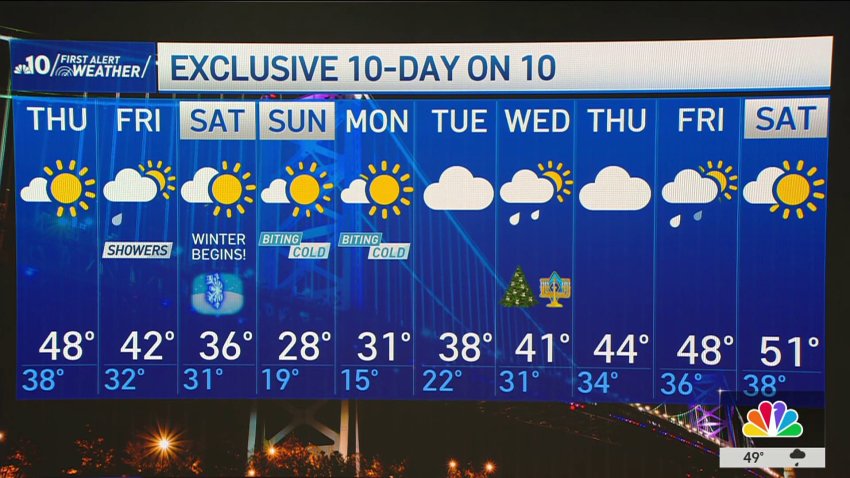 10 / FIRST ALERT WEATHER /
EXCLUSIVE 10-DAY ON 10
THU FRI SAT SUN MON TUE WED THU FRI SAT
SHOWERS WINTER BEGINS! BITING COLD BITING COLD
48° 42° 36° 28° 31° 38° 41° 44° 48° 51°
38° 32° 31° 19° 15° 22° 31° 34° 36° 38°
49°